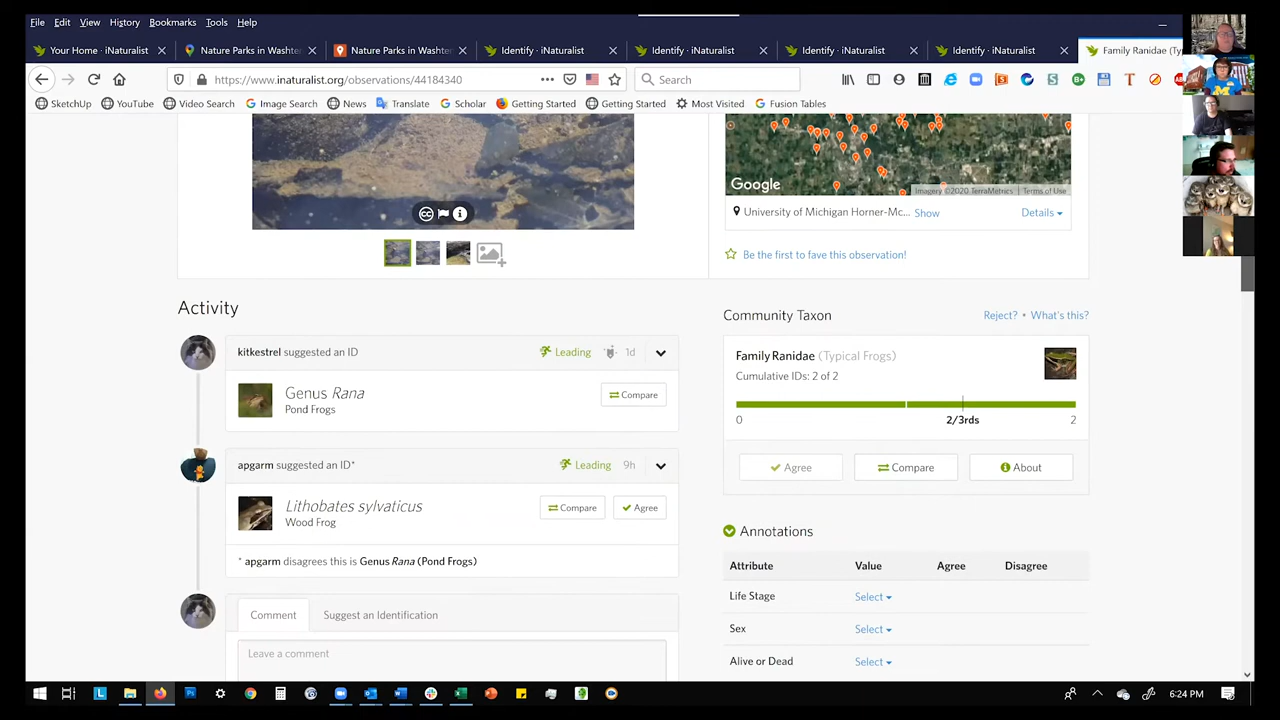 File Edit View History Bookmarks Tools Help
Your Home · iNaturalist × Nature Parks in Washte × Nature Parks in Washter × Identify · iNaturalist × Identify · iNaturalist × Identify · iNaturalist × Identify · iNaturalist × Family Ranidae (Ty
https://www.inaturalist.org/observations/44184340 Search
SketchUp YouTube Video Search Image Search News Translate Scholar Getting Started Getting Started Most Visited Fusion Tables
Google
Imagery ©2020 TerraMetrics Terms of Use
University of Michigan Horner-Mc... Show Details
Be the first to fave this observation!
Activity
kitkestrel suggested an ID Leading 1d
Genus Rana
Pond Frogs
Compare
apgarm suggested an ID* Leading 9h
Lithobates sylvaticus
Wood Frog
Compare Agree
* apgarm disagrees this is Genus Rana (Pond Frogs)
Comment Suggest an Identification
Leave a comment
Community Taxon Reject? • What's this?
Family Ranidae (Typical Frogs)
Cumulative IDs: 2 of 2
0 2/3rds 2
Agree Compare About
Annotations
Attribute Value Agree Disagree
Life Stage Select
Sex Select
Alive or Dead Select
6:24 PM